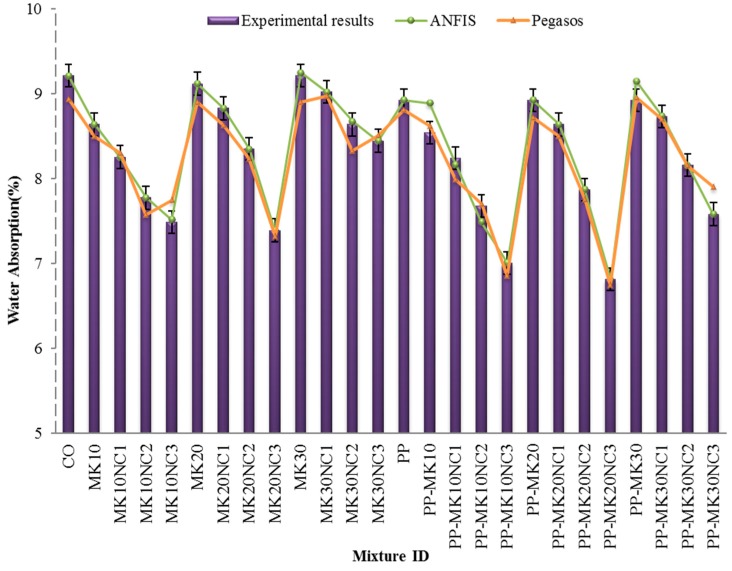 Experimental results
ANFIS
Pegasos
10
9
8
7
6
5
Water Absorption(%)
CO
MK10
MK10NC1
MK10NC2
MK10NC3
MK20
MK20NC1
MK20NC2
MK20NC3
MK30
MK30NC1
MK30NC2
MK30NC3
PP
PP-MK10
PP-MK10NC1
PP-MK10NC2
PP-MK10NC3
PP-MK20
PP-MK20NC1
PP-MK20NC2
PP-MK20NC3
PP-MK30
PP-MK30NC1
PP-MK30NC2
PP-MK30NC3
Mixture ID